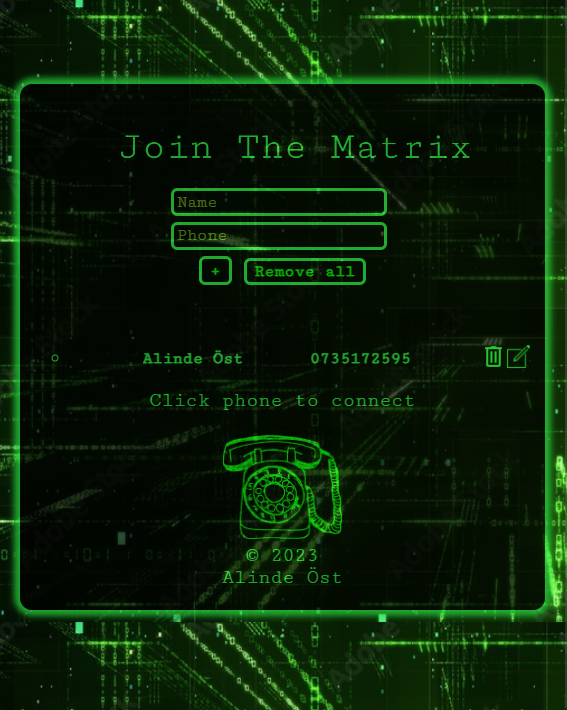 Join The Matrix
Name
Phone
+ Remove all
Alinde Öst 0735172595
Click phone to connect
© 2023
Alinde Öst